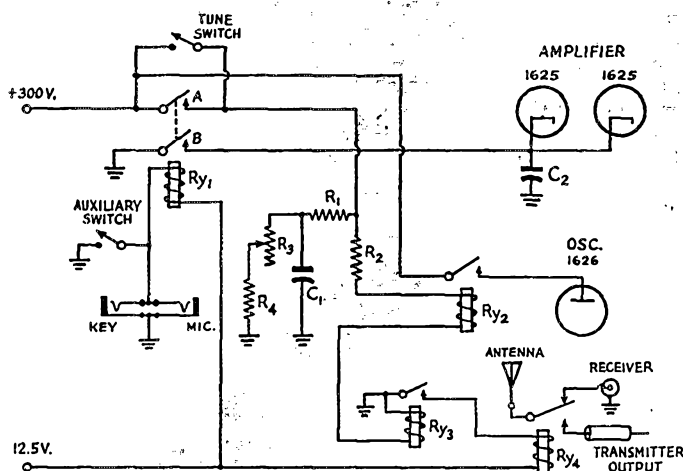 TUNE
SWITCH
AMPLIFIER
1625 1625
+300V.
A
B
C2
Ry1
AUXILIARY
SWITCH
R1
R3
R2
OSC.
1626
R4
C1
Ry2
KEY MIC.
ANTENNA
RECEIVER
Ry3
12.5V.
Ry4
TRANSMITTER
OUTPUT